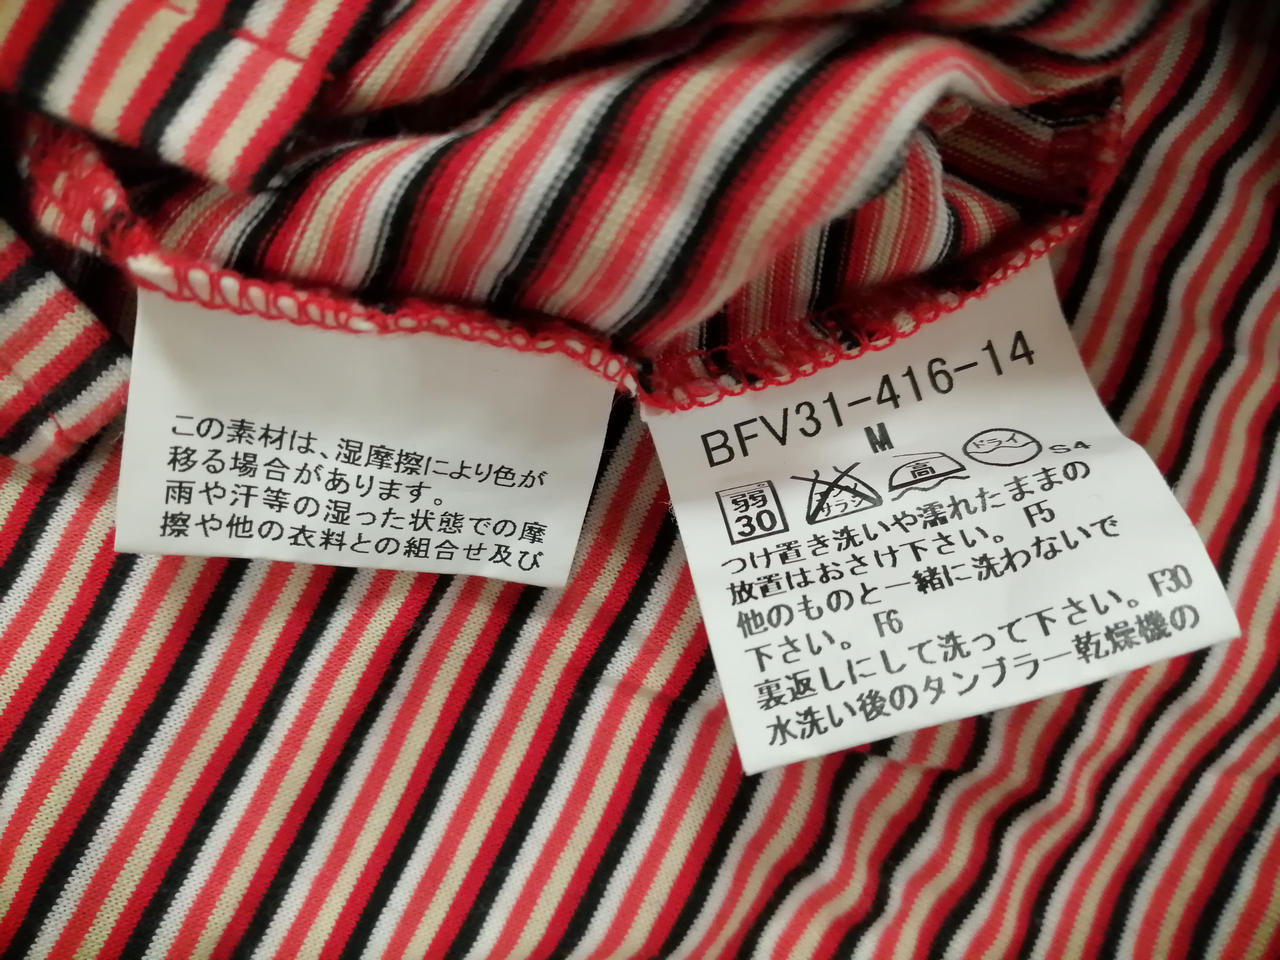 この素材は、湿摩擦により色が
移る場合があります。
雨や汗等の湿った状態での摩
擦や他の衣料との組合せ及び
BFV31-416-14
M
弱
30
エンソ
サラシ
高
ドライ
S4
つけ置き洗いや濡れたままの
放置はおさけ下さい。 F5
他のものと一緒に洗わないで
下さい。 F6
裏返しにして洗って下さい。 F30
水洗い後のタンブラー乾燥機の